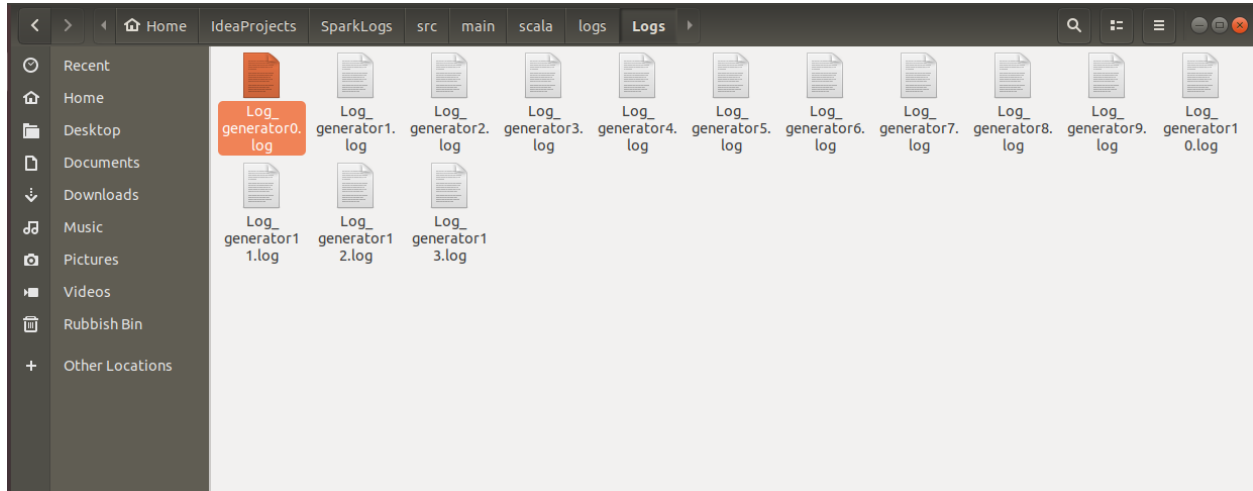 Home IdeaProjects SparkLogs src main scala logs Logs
Recent
Home
Desktop
Documents
Downloads
Music
Pictures
Videos
Rubbish Bin
Other Locations
Log_ Log_ Log_ Log_ Log_ Log_ Log_ Log_ Log_ Log_ Log_
generator0. generator1. generator2. generator3. generator4. generator5. generator6. generator7. generator8. generator9. generator1
log log log log log log log log log log 0.log
Log_ Log_ Log_
generator1 generator1 generator1
1.log 2.log 3.log